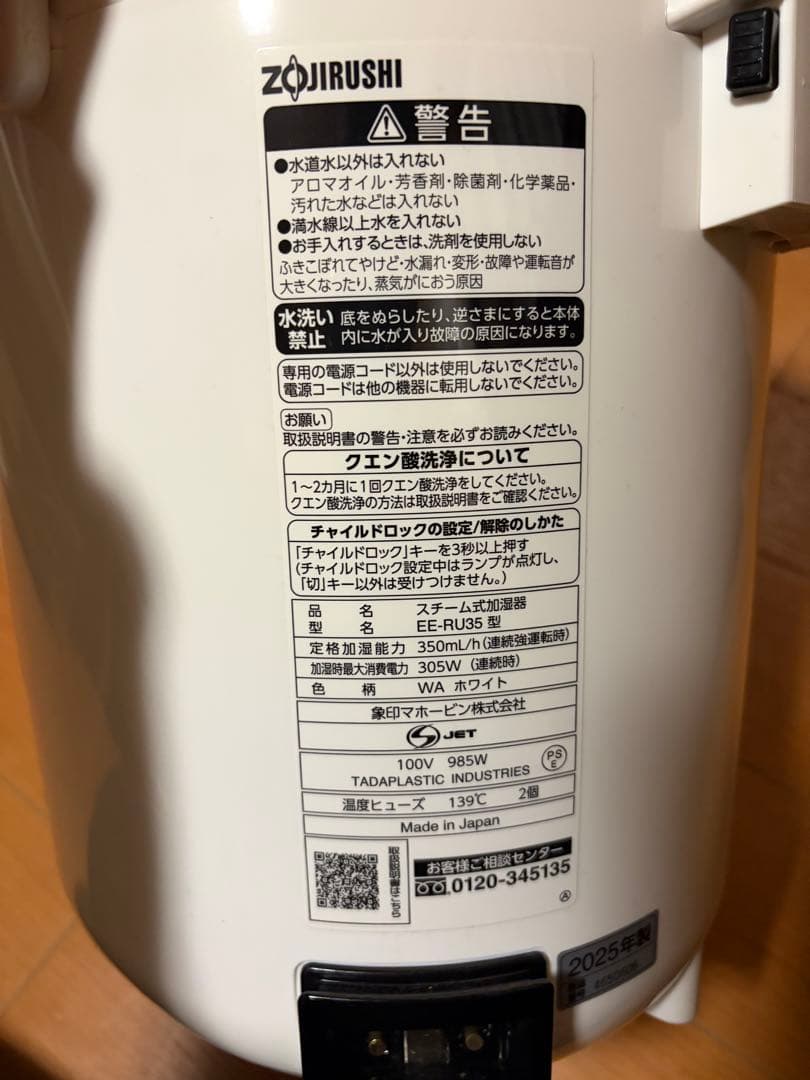 ZOJIRUSHI
警告
●水道水以外は入れない
アロマオイル・芳香剤・除菌剤・化学薬品・
汚れた水などは入れない
●満水線以上水を入れない
●お手入れするときは、洗剤を使用しない
ふきこぼれてやけど・水漏れ・変形・故障や運転音が
大きくなったり、蒸気がにおう原因
水洗い禁止
底をぬらしたり、逆さまにすると本体
内に水が入り故障の原因になります。
専用の電源コード以外は使用しないでください。
電源コードは他の機器に転用しないでください。
お願い
取扱説明書の警告・注意を必ずお読みください。
クエン酸洗浄について
1〜2カ月に1回クエン酸洗浄をしてください。
クエン酸洗浄の方法は取扱説明書をご確認ください。
チャイルドロックの設定/解除のしかた
「チャイルドロック」キーを3秒以上押す
(チャイルドロック設定中はランプが点灯し、
「切」キー以外は受けつけません。)
品名 スチーム式加湿器
型名 EE-RU35 型
定格加湿能力 350mL/h(連続強運転時)
加湿時最大消費電力 305W (連続時)
色柄 WA ホワイト
象印マホービン株式会社
S JET
100V 985W
TADAPLASTIC INDUSTRIES
PS
E
温度ヒューズ 139℃ 2個
Made in Japan
取扱説明書はこちら
お客様ご相談センター
0120-345135
Ⓐ
2025年製